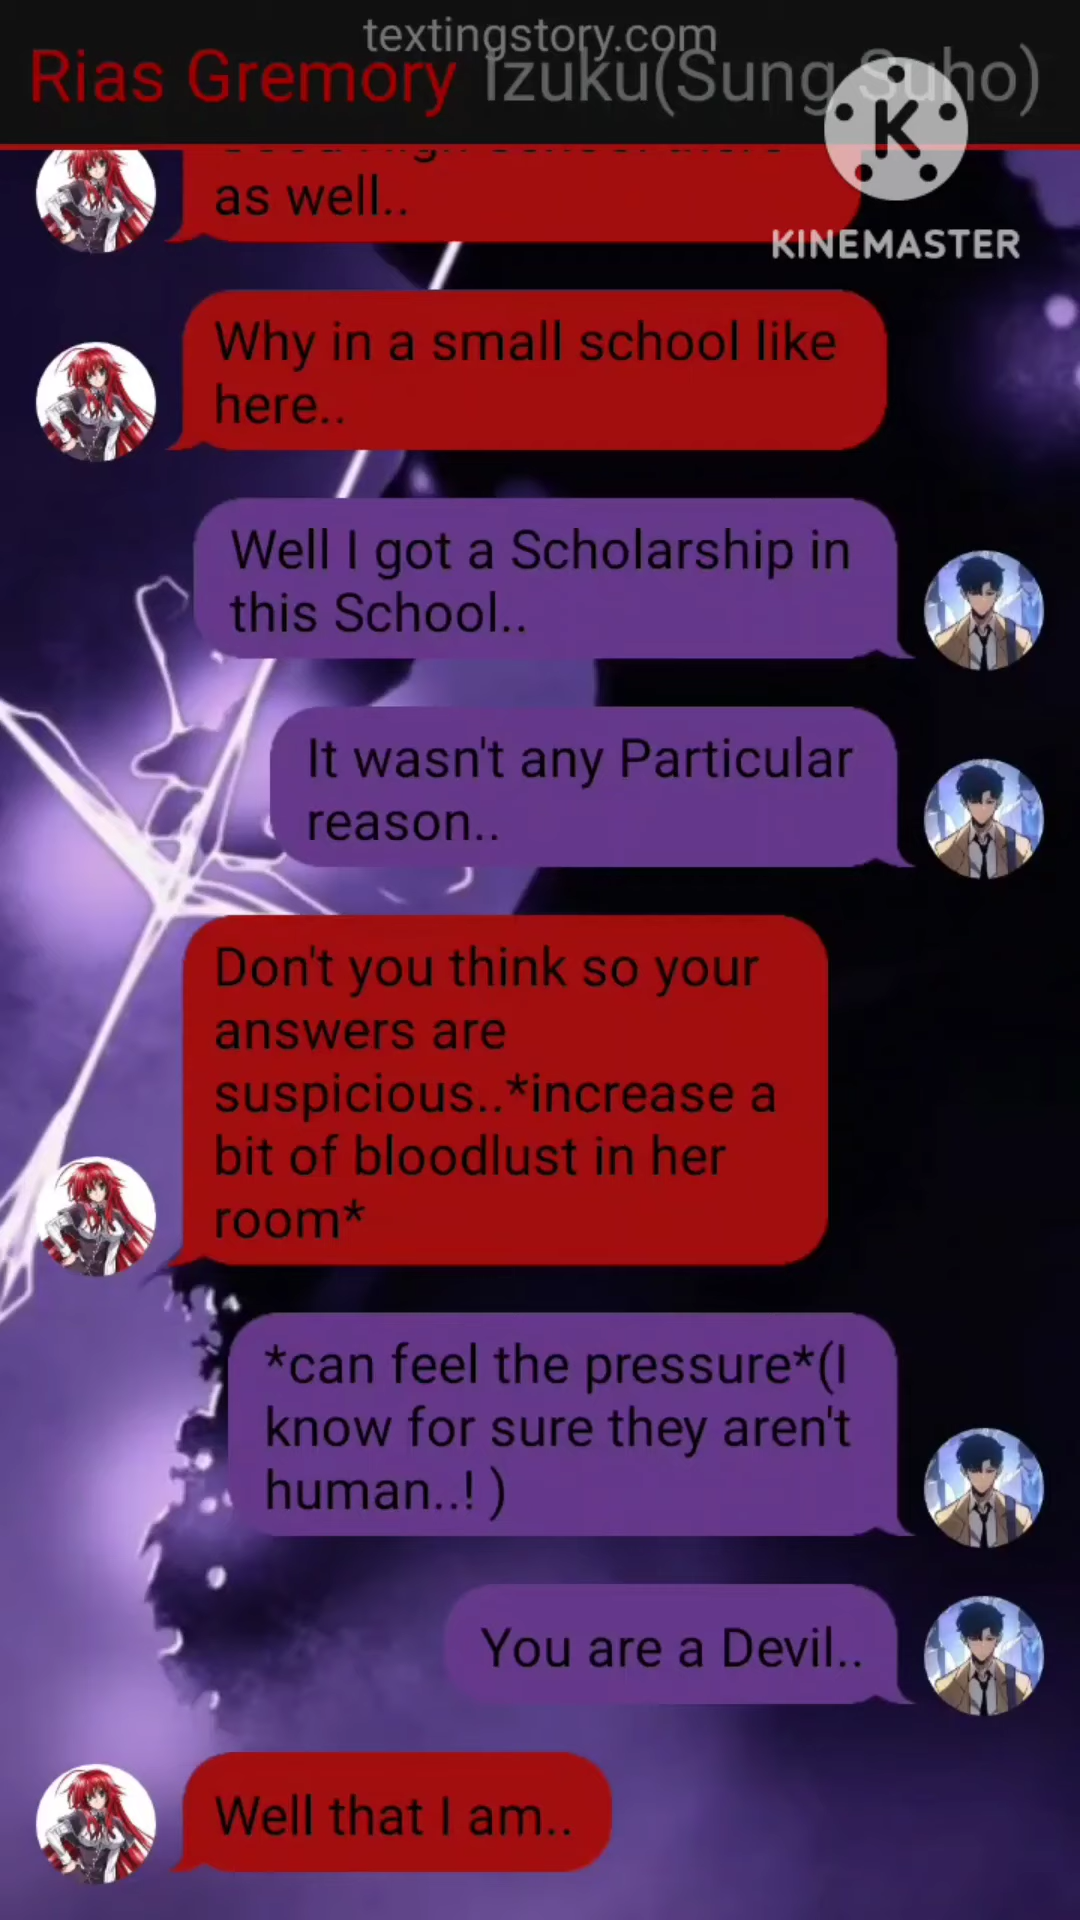 textingstory.com
Rias Gremory Izuku(Sung Suho)
K
KINEMASTER
as well..
Why in a small school like
here..
Well I got a Scholarship in
this School..
It wasn't any Particular
reason..
Don't you think so your
answers are
suspicious..*increase a
bit of bloodlust in her
room*
*can feel the pressure*(I
know for sure they aren't
human..! )
You are a Devil..
Well that I am..